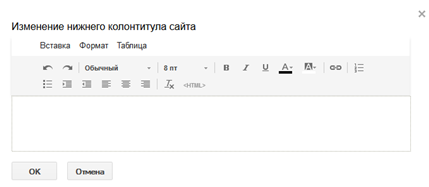 Изменение нижнего колонтитула сайта
Вставка Формат Таблица
Обычный 8 пт B I U A A
<HTML>
OK Отмена